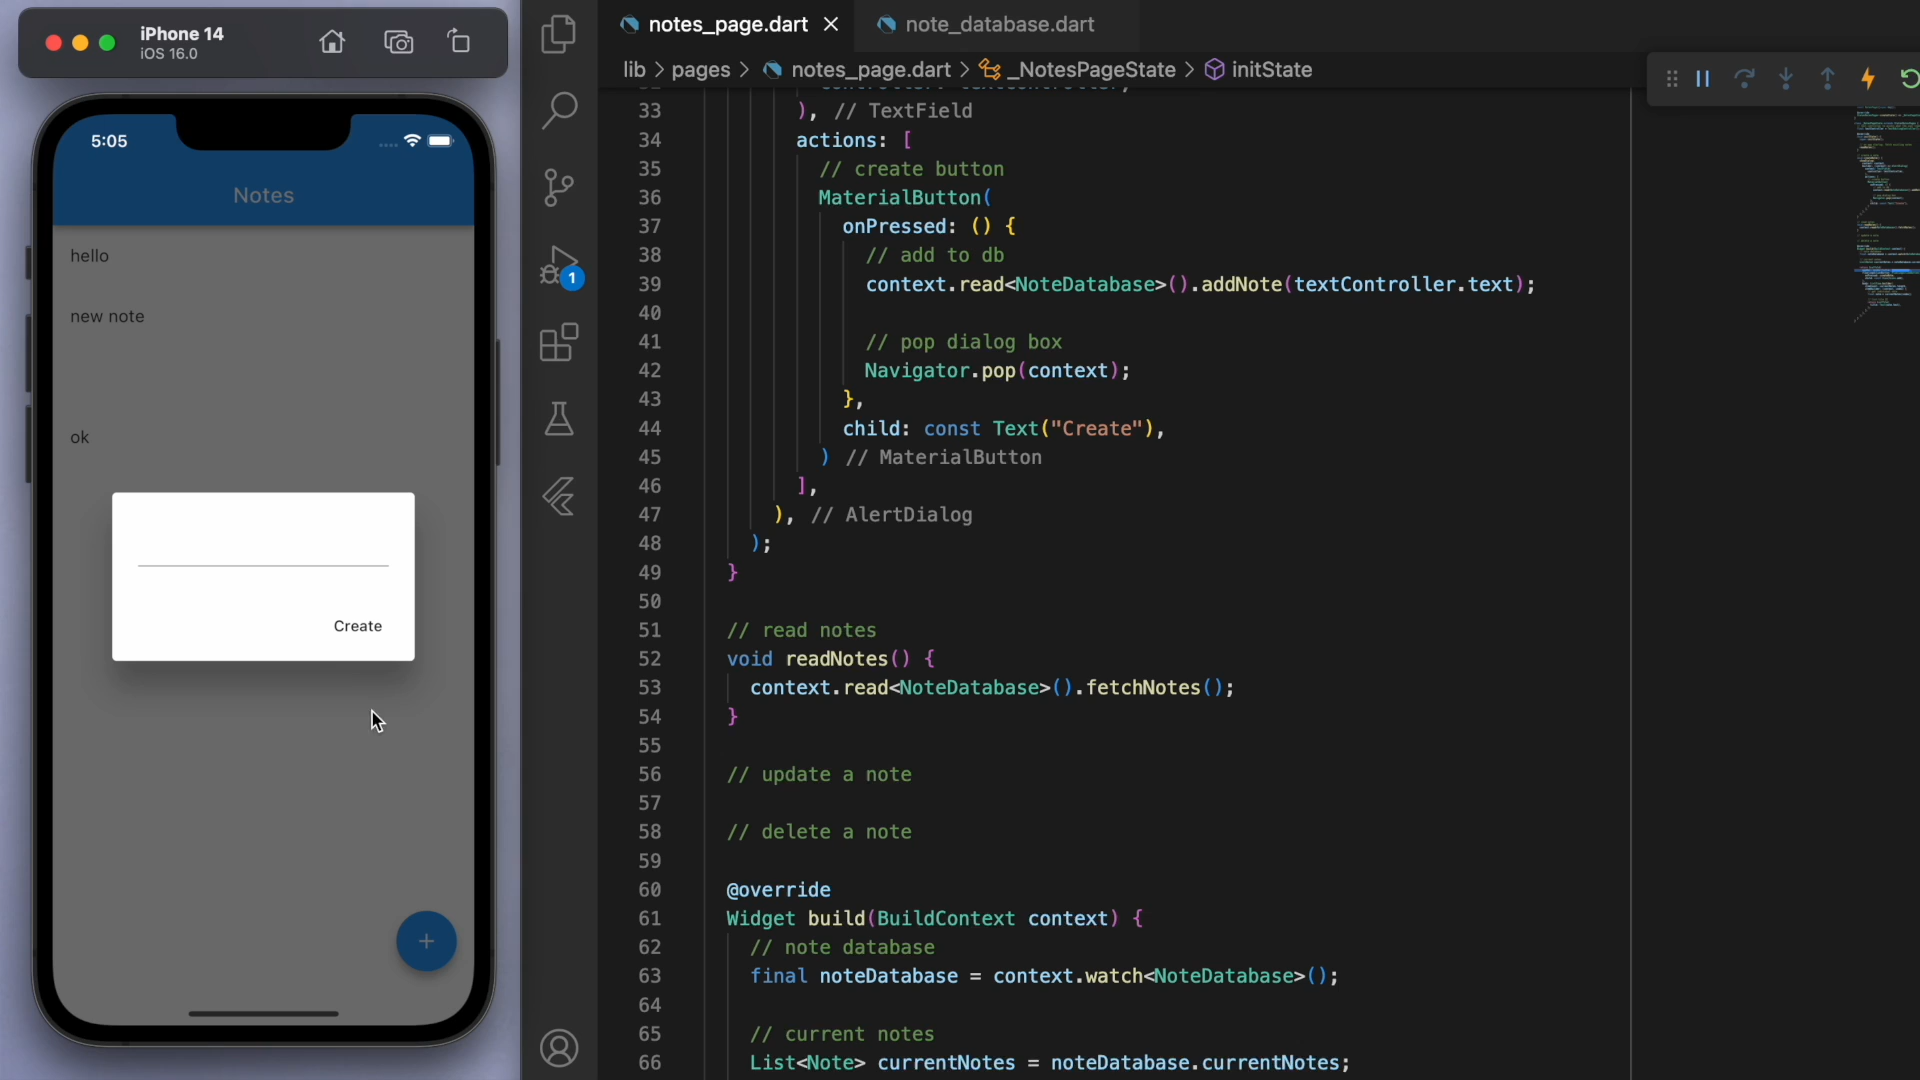 iPhone 14
iOS 16.0
5:05
Notes
hello
new note
ok
Create
1
notes_page.dart
note_database.dart
lib > pages > notes_page.dart > _NotesPageState > initState
33 ), // TextField
34 actions: [
35 // create button
36 MaterialButton(
37 onPressed: () {
38 // add to db
39 context.read<NoteDatabase>().addNote(textController.text);
40
41 // pop dialog box
42 Navigator.pop(context);
43 },
44 child: const Text("Create"),
45 ) // MaterialButton
46 ],
47 ), // AlertDialog
48 );
49 }
50
51 // read notes
52 void readNotes() {
53 context.read<NoteDatabase>().fetchNotes();
54 }
55
56 // update a note
57
58 // delete a note
59
60 @override
61 Widget build(BuildContext context) {
62 // note database
63 final noteDatabase = context.watch<NoteDatabase>();
64
65 // current notes
66 List<Note> currentNotes = noteDatabase.currentNotes;